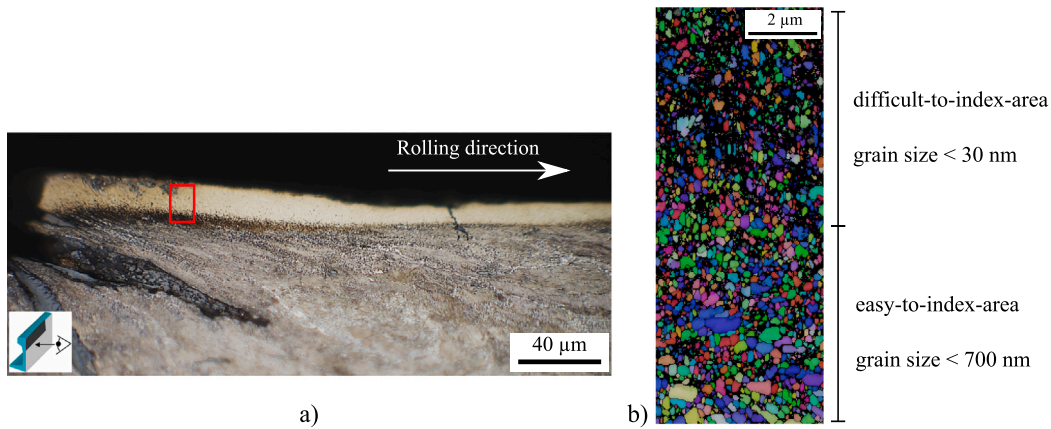 Rolling direction
40 µm
a)
2 µm
difficult-to-index-area
grain size < 30 nm
easy-to-index-area
grain size < 700 nm
b)